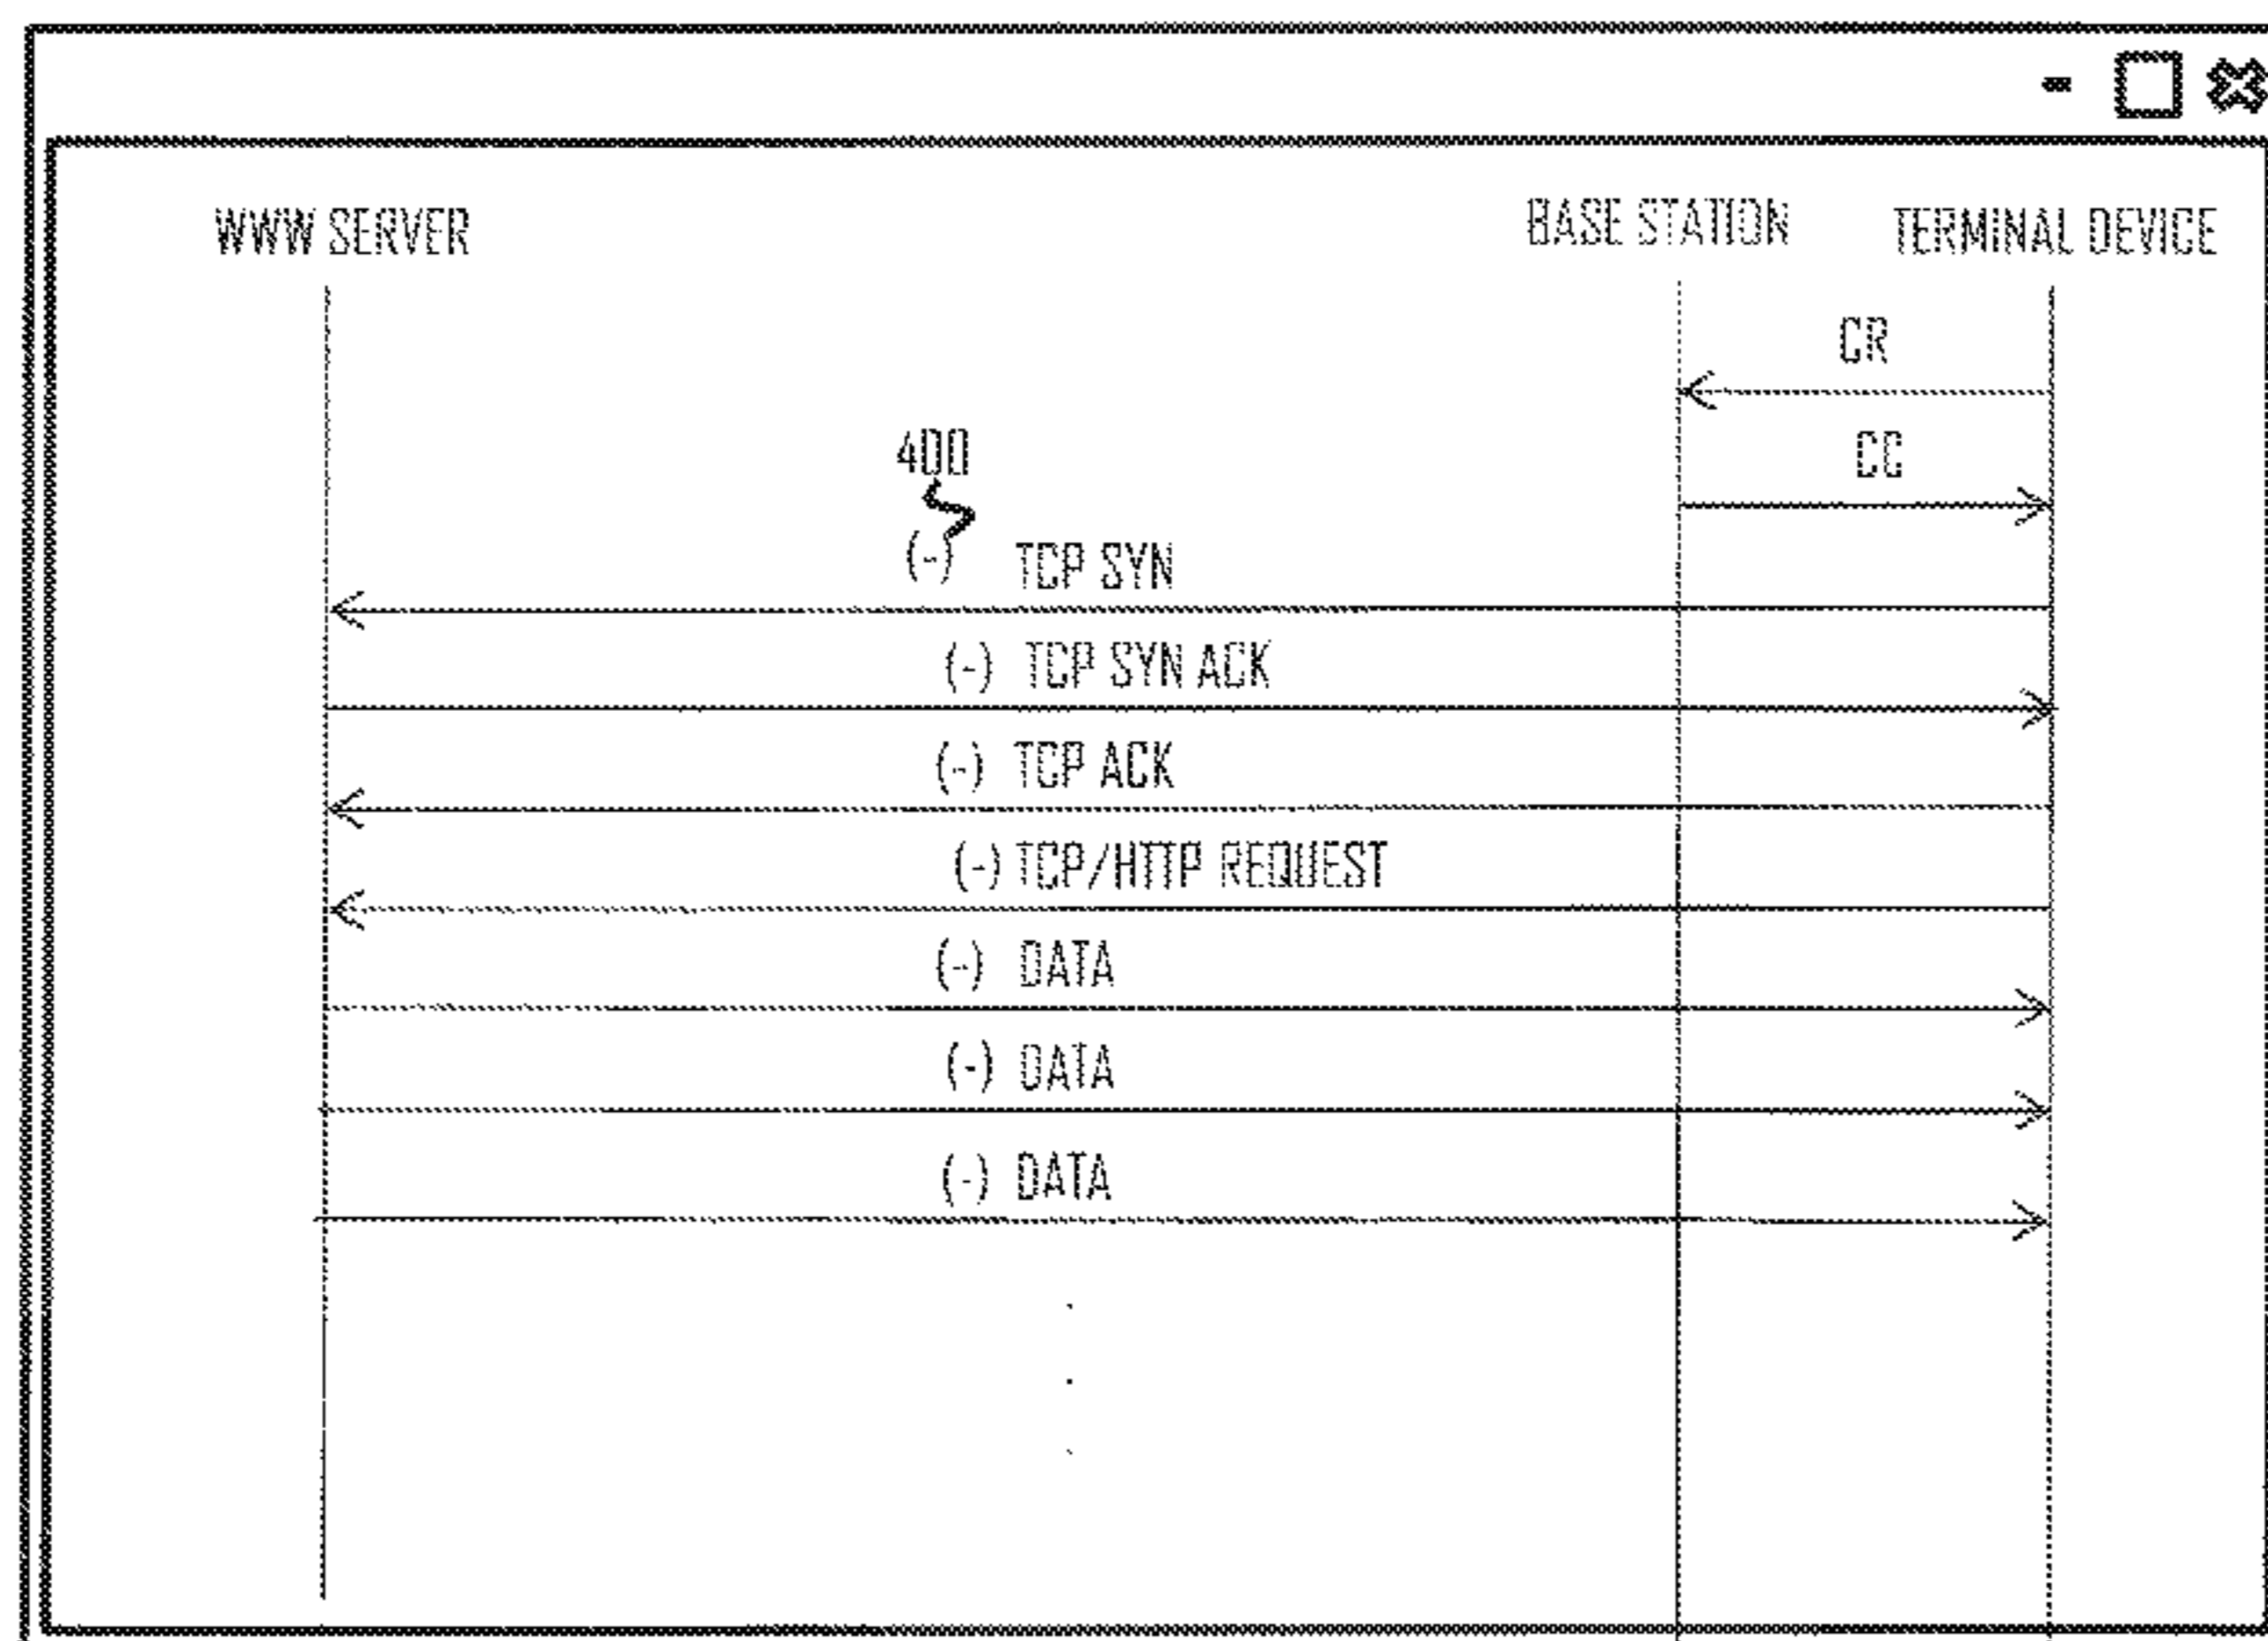 WWW SERVER
BASE STATION
TERMINAL DEVICE
CR
CC
400
(-) TCP SYN
(-) TCP SYN ACK
(-) TCP ACK
(-) TCP/HTTP REQUEST
(-) DATA
(-) DATA
(-) DATA